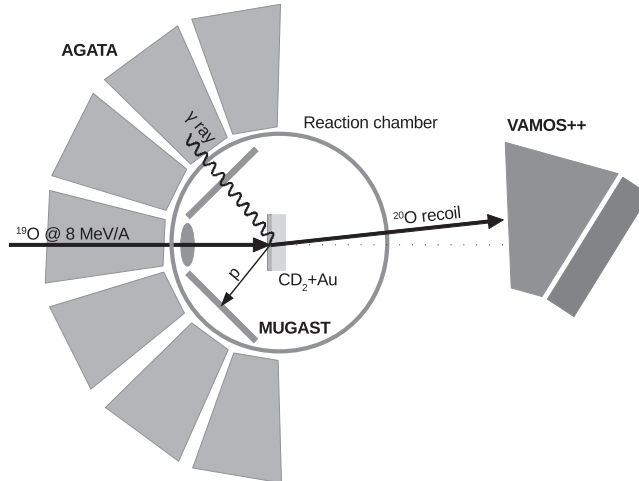 AGATA
γ ray
Reaction chamber
VAMOS++
¹⁹O @ 8 MeV/A
²⁰O recoil
p
CD₂+Au
MUGAST